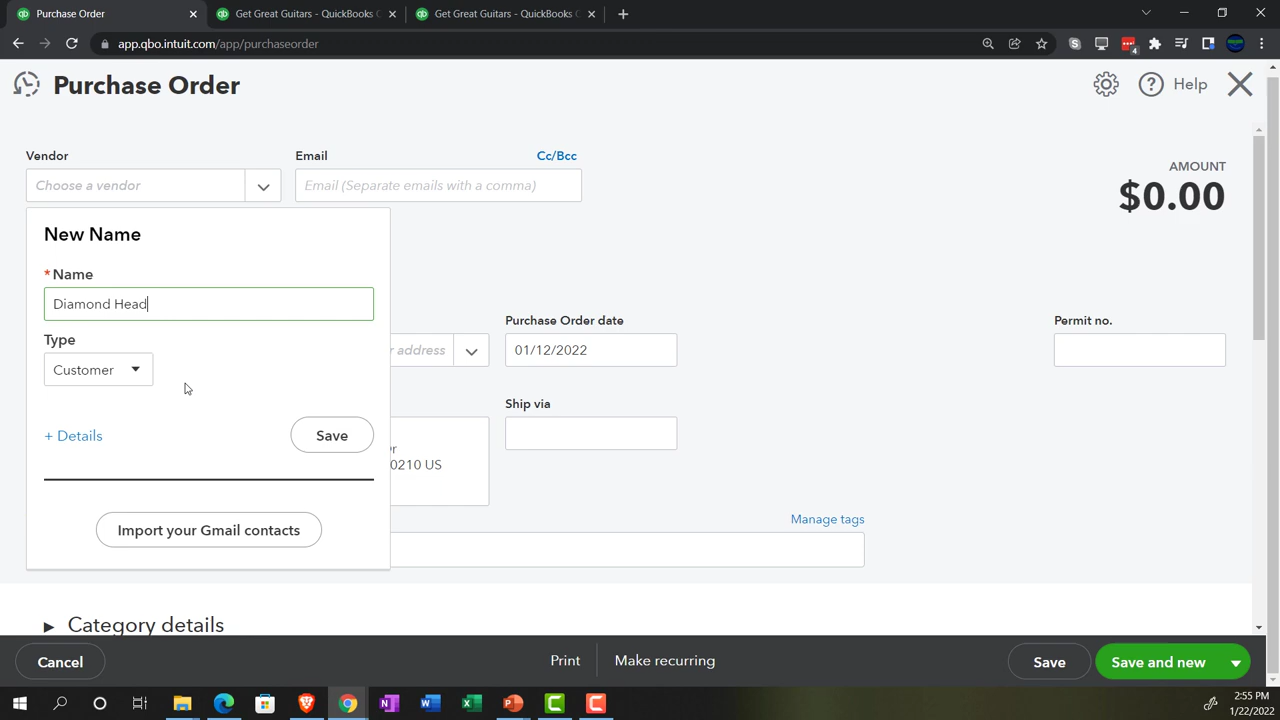 Purchase Order
Get Great Guitars - QuickBooks
Get Great Guitars - QuickBooks
app.qbo.intuit.com/app/purchaseorder
4
Purchase Order
Help
Vendor
Email
Cc/Bcc
AMOUNT
Choose a vendor
Email (Separate emails with a comma)
$0.00
New Name
* Name
Diamond Head
Purchase Order date
Permit no.
Type
address
01/12/2022
Customer
Ship via
+ Details
Save
0210 US
Manage tags
Import your Gmail contacts
Category details
Cancel
Print
Make recurring
Save
Save and new
2:55 PM
1/22/2022